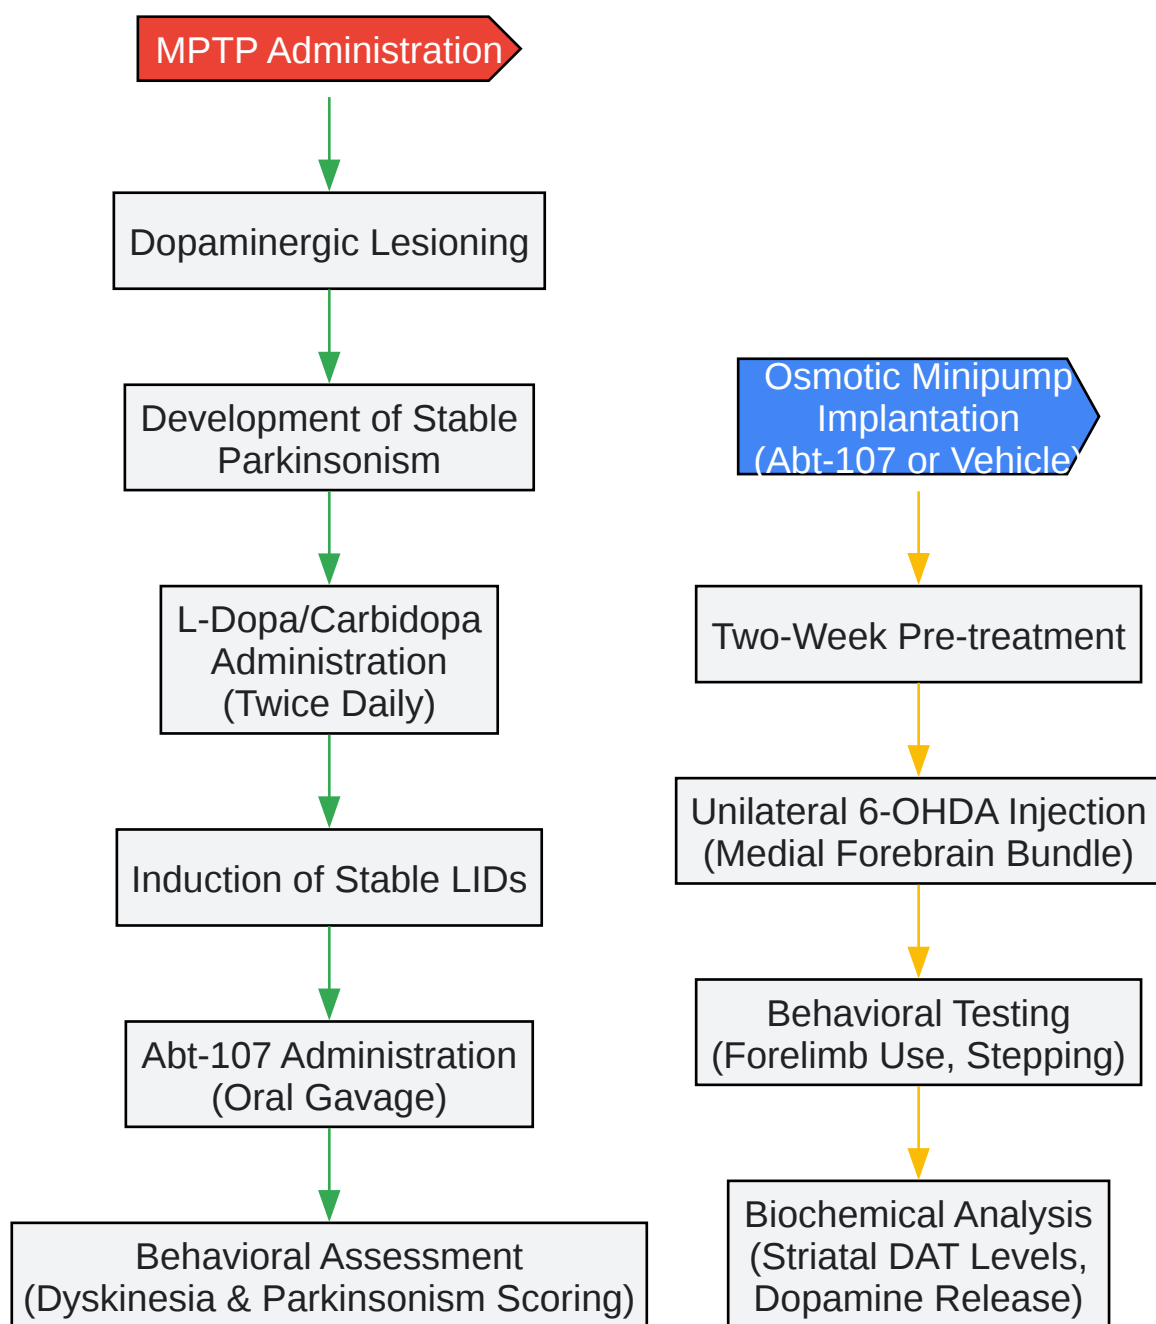 MPTP Administration
Dopaminergic Lesioning
Development of Stable
Parkinsonism
L-Dopa/Carbidopa
Administration
(Twice Daily)
Induction of Stable LIDs
Abt-107 Administration
(Oral Gavage)
Behavioral Assessment
(Dyskinesia & Parkinsonism Scoring)
Osmotic Minipump
Implantation
(Abt-107 or Vehicle)
Two-Week Pre-treatment
Unilateral 6-OHDA Injection
(Medial Forebrain Bundle)
Behavioral Testing
(Forelimb Use, Stepping)
Biochemical Analysis
(Striatal DAT Levels,
Dopamine Release)